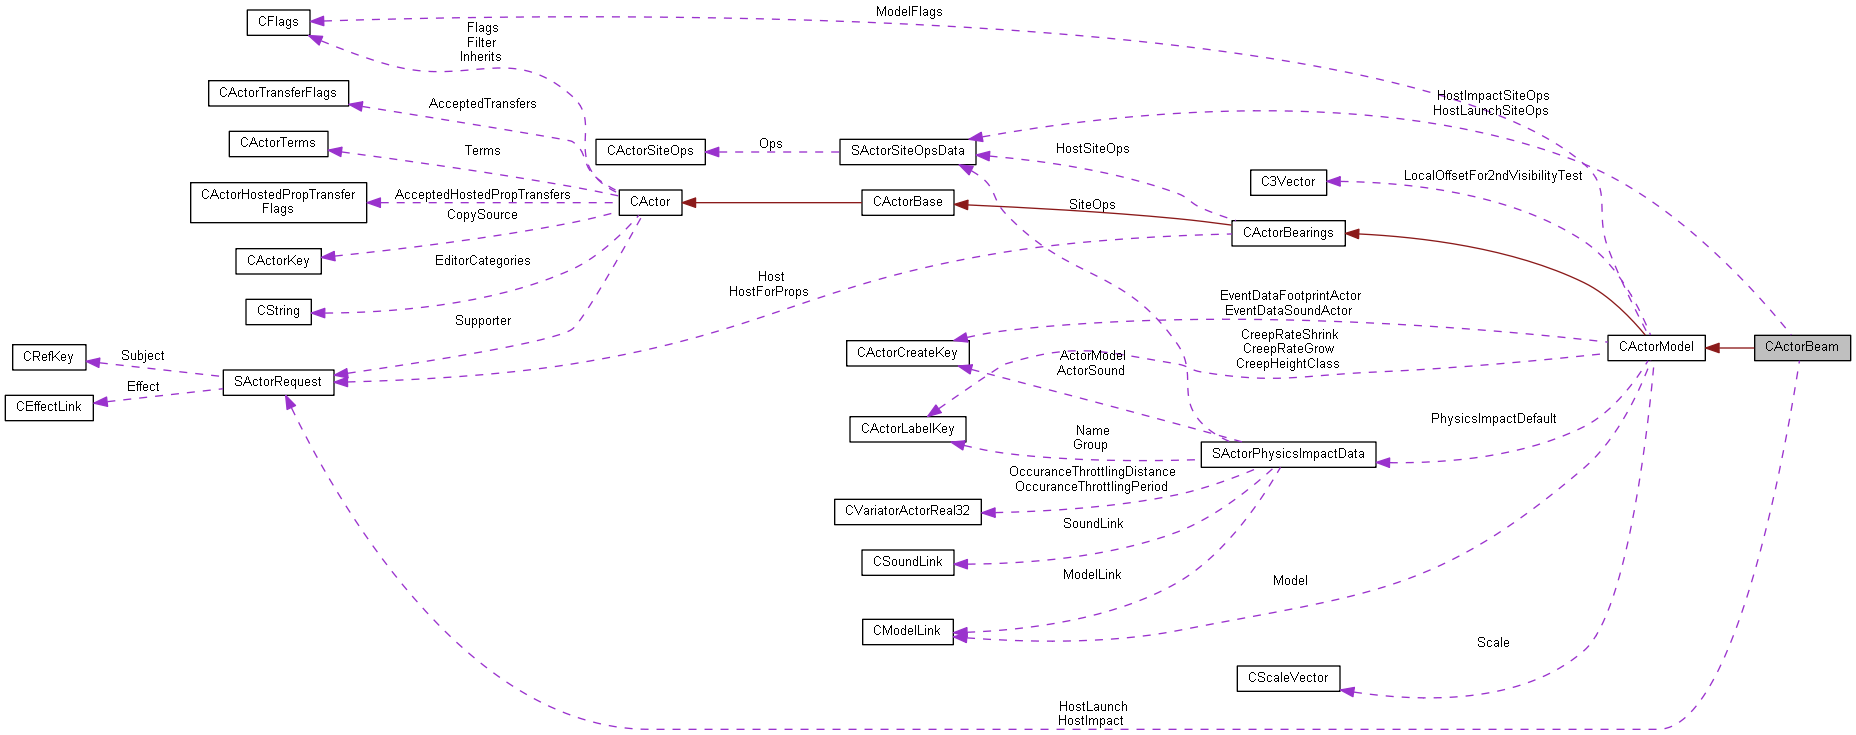 CFlags
ModelFlags
Flags
Filter
Inherits
CActorTransferFlags
AcceptedTransfers
HostImpactSiteOps
HostLaunchSiteOps
CActorTerms
Terms
CActorSiteOps
Ops
SActorSiteOpsData
HostSiteOps
C3Vector
LocalOffsetFor2ndVisibilityTest
CActorHostedPropTransfer
Flags
AcceptedHostedPropTransfers
CopySource
CActor
CActorBase
SiteOps
CActorBearings
CActorKey
EditorCategories
Host
HostForProps
CString
Supporter
EventDataFootprintActor
EventDataSoundActor
CreepRateShrink
CreepRateGrow
CreepHeightClass
CRefKey
Subject
SActorRequest
Effect
CEffectLink
CActorCreateKey
ActorModel
ActorSound
CActorModel
CActorBeam
CActorLabelKey
Name
Group
PhysicsImpactDefault
SActorPhysicsImpactData
OccuranceThrottlingDistance
OccuranceThrottlingPeriod
CVariatorActorReal32
SoundLink
CSoundLink
ModelLink
Model
CModelLink
Scale
CScaleVector
HostLaunch
HostImpact